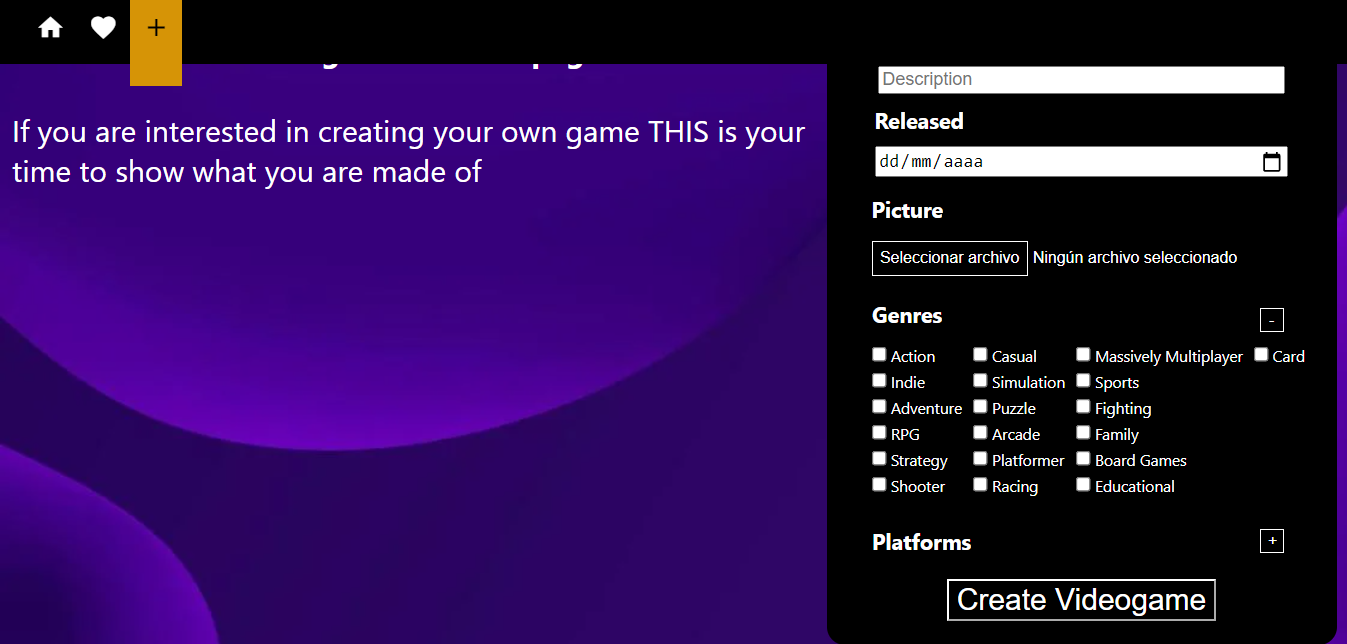 +
If you are interested in creating your own game THIS is your
time to show what you are made of
Description
Released
dd/mm/aaaa
Picture
Seleccionar archivo Ningún archivo seleccionado
Genres -
Action Casual Massively Multiplayer Card
Indie Simulation Sports
Adventure Puzzle Fighting
RPG Arcade Family
Strategy Platformer Board Games
Shooter Racing Educational
Platforms +
Create Videogame